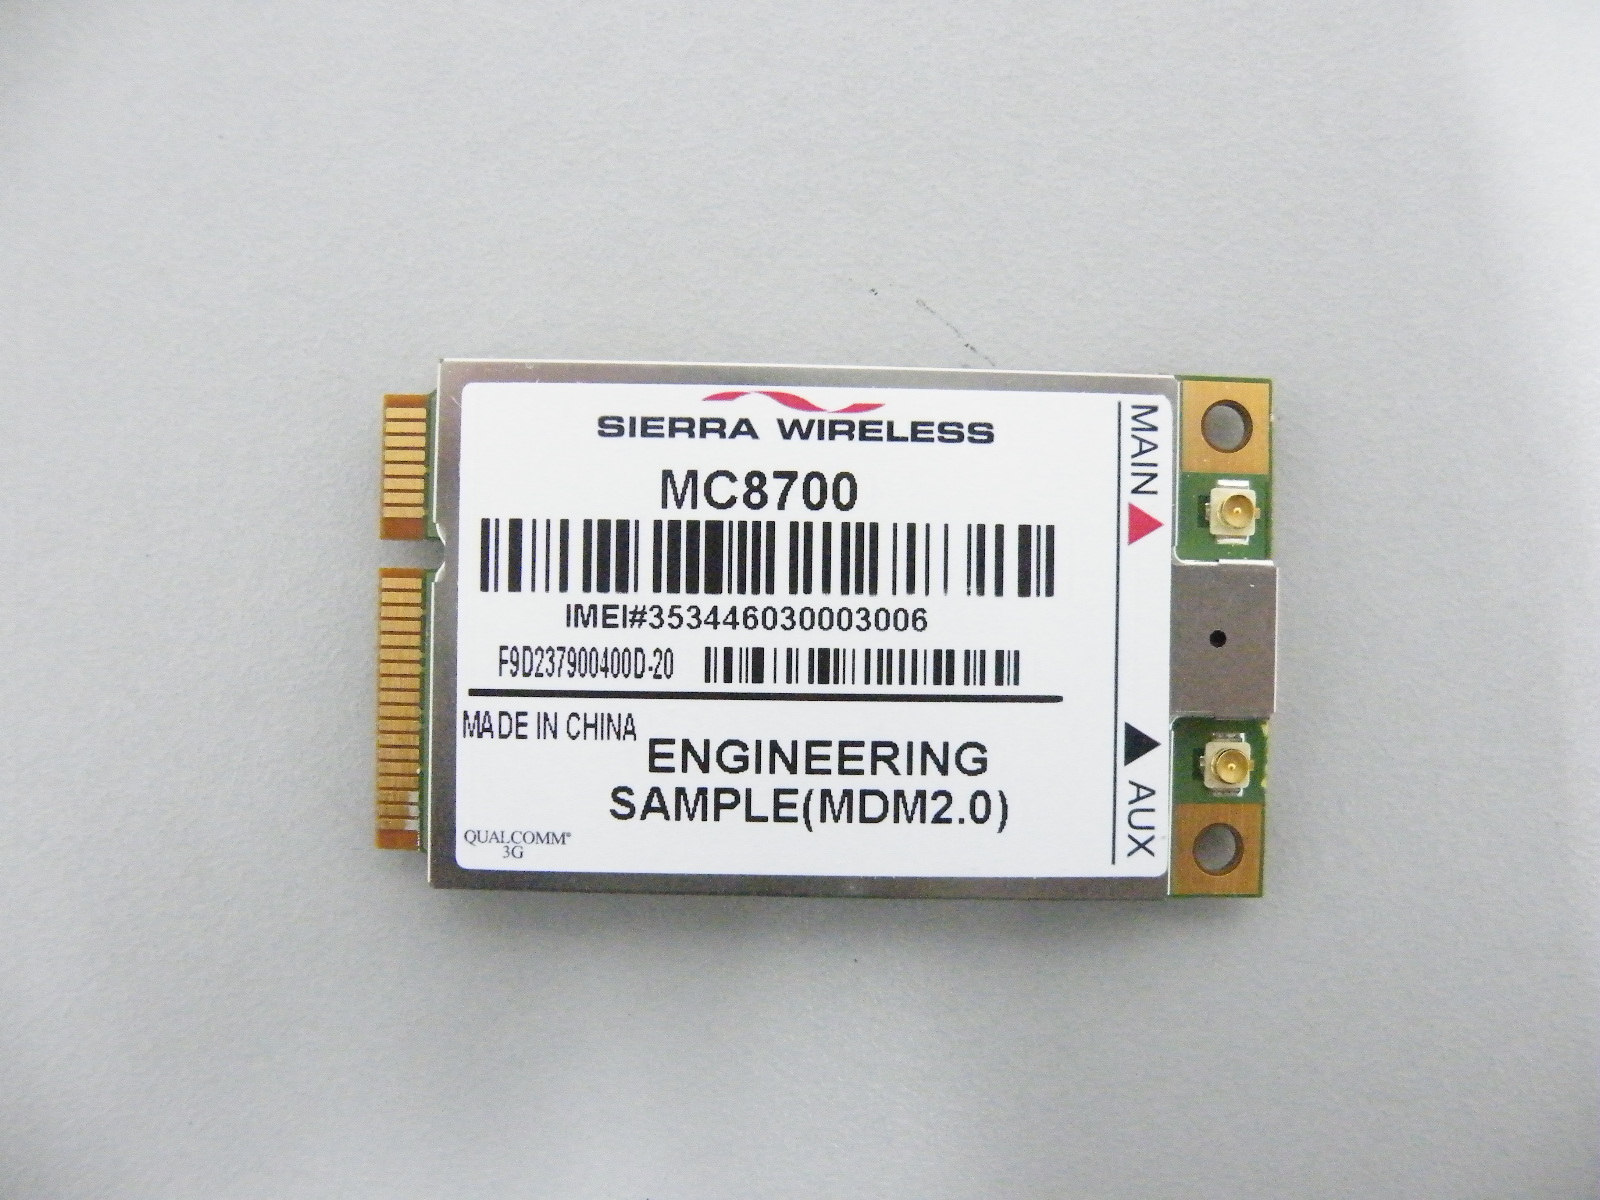 SIERRA WIRELESS
MC8700
IMEI#353446030003006
F9D237900400D-20
MADE IN CHINA
ENGINEERING
SAMPLE(MDM2.0)
QUALCOMM®
3G
MAIN
AUX